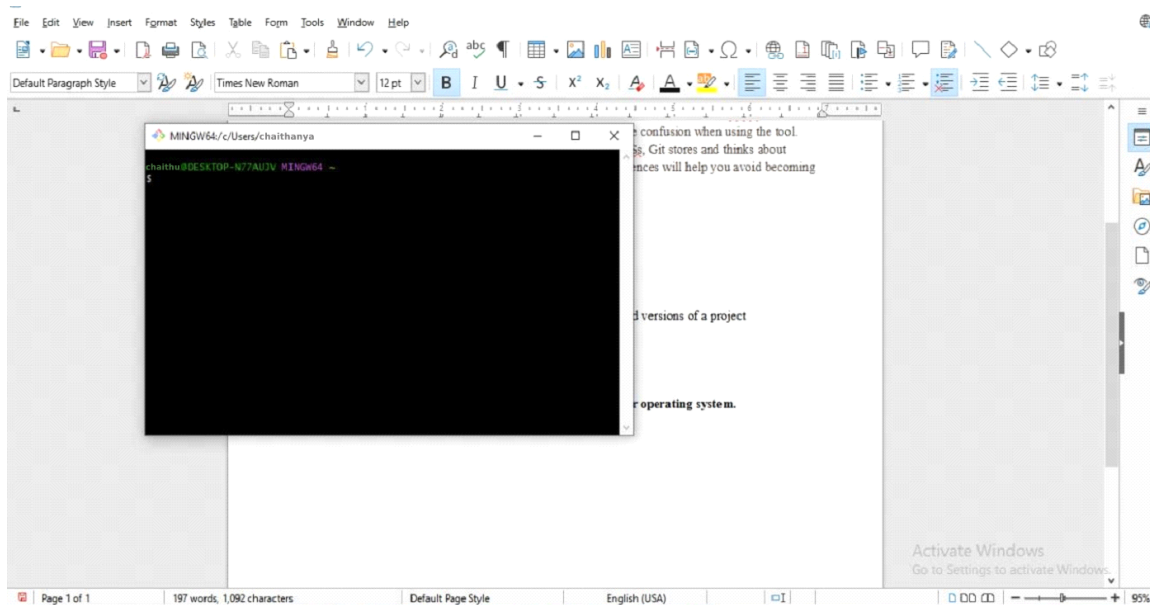 File Edit View Insert Format Styles Table Form Tools Window Help
Default Paragraph Style Times New Roman 12 pt B I U S X² X₂ A A
MINGW64:/c/Users/chaithanya
chaithu@DESKTOP-N77AUJV MINGW64 ~
$
confusion when using the tool.
Ss, Git stores and thinks about
ences will help you avoid becoming
d versions of a project
r operating system.
Activate Windows
Go to Settings to activate Windows.
Page 1 of 1 197 words, 1,092 characters Default Page Style English (USA) 95%